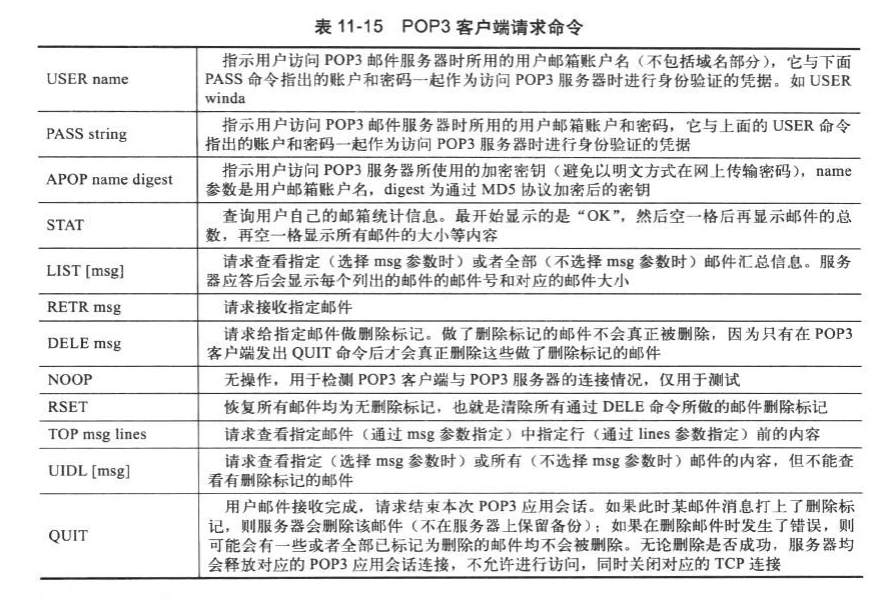 表 11-15 POP3 客户端请求命令
USER name
指示用户访问 POP3 邮件服务器时所用的用户邮箱账户名（不包括域名部分），它与下面
PASS 命令指出的账户和密码一起作为访问 POP3 服务器时进行身份验证的凭据。如 USER
winda
PASS string
指示用户访问 POP3 邮件服务器时所用的用户邮箱账户和密码，它与上面的 USER 命令
指出的账户和密码一起作为访问 POP3 服务器时进行身份验证的凭据
APOP name digest
指示用户访问 POP3 服务器所使用的加密密钥（避免以明文方式在网上传输密码），name
参数是用户邮箱账户名，digest 为通过 MD5 协议加密后的密钥
STAT
查询用户自己的邮箱统计信息。最开始显示的是“OK”，然后空一格后再显示邮件的总
数，再空一格显示所有邮件的大小等内容
LIST [msg]
请求查看指定（选择 msg 参数时）或者全部（不选择 msg 参数时）邮件汇总信息。服务
器应答后会显示每个列出的邮件的邮件号和对应的邮件大小
RETR msg
请求接收指定邮件
DELE msg
请求给指定邮件做删除标记。做了删除标记的邮件不会真正被删除，因为只有在 POP3
客户端发出 QUIT 命令后才会真正删除这些做了删除标记的邮件
NOOP
无操作，用于检测 POP3 客户端与 POP3 服务器的连接情况，仅用于测试
RSET
恢复所有邮件均为无删除标记，也就是清除所有通过 DELE 命令所做的邮件删除标记
TOP msg lines
请求查看指定邮件（通过 msg 参数指定）中指定行（通过 lines 参数指定）前的内容
UIDL [msg]
请求查看指定（选择 msg 参数时）或所有（不选择 msg 参数时）邮件的内容，但不能查
看有删除标记的邮件
QUIT
用户邮件接收完成，请求结束本次 POP3 应用会话。如果此时某邮件消息打上了删除标
记，则服务器会删除该邮件（不在服务器上保留备份）；如果在删除邮件时发生了错误，则
可能会有一些或者全部已标记为删除的邮件均不会被删除。无论删除是否成功，服务器均
会释放对应的 POP3 应用会话连接，不允许进行访问，同时关闭对应的 TCP 连接